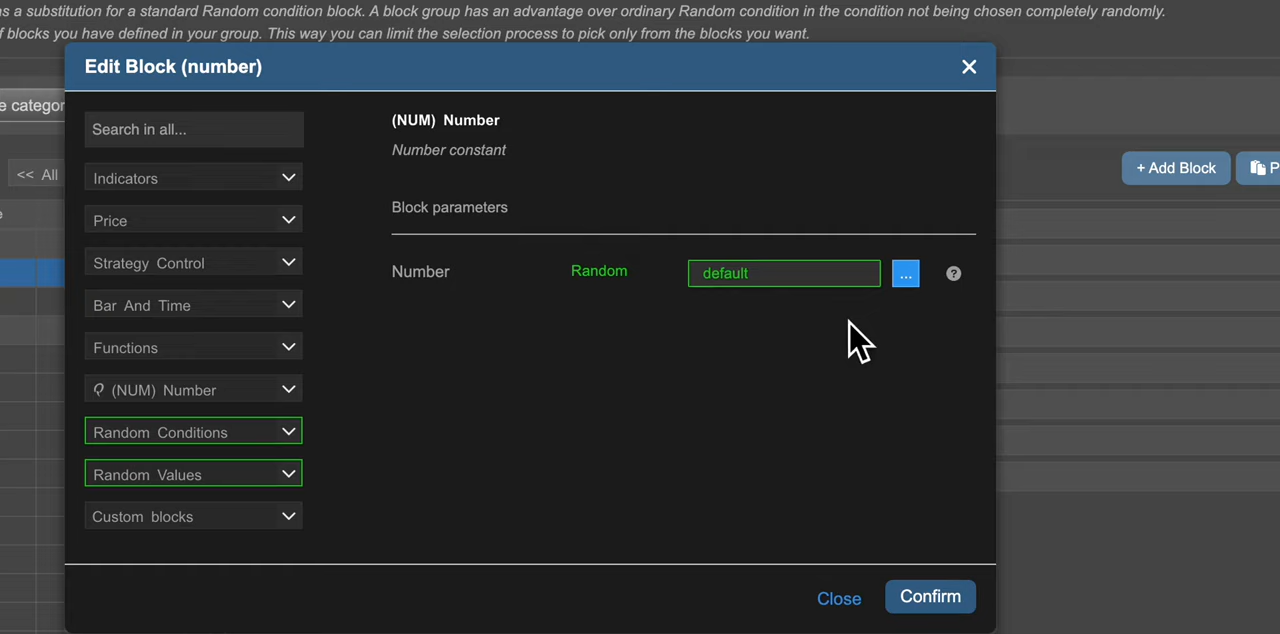 as a substitution for a standard Random condition block. A block group has an advantage over ordinary Random condition in the condition not being chosen completely randomly.
f blocks you have defined in your group. This way you can limit the selection process to pick only from the blocks you want.
Edit Block (number)
e categor
Search in all...
(NUM) Number
Number constant
<< All
Indicators
+ Add Block
P
Price
Block parameters
Strategy Control
Number
Random
default
...
?
Bar And Time
Functions
(NUM) Number
Random Conditions
Random Values
Custom blocks
Close
Confirm